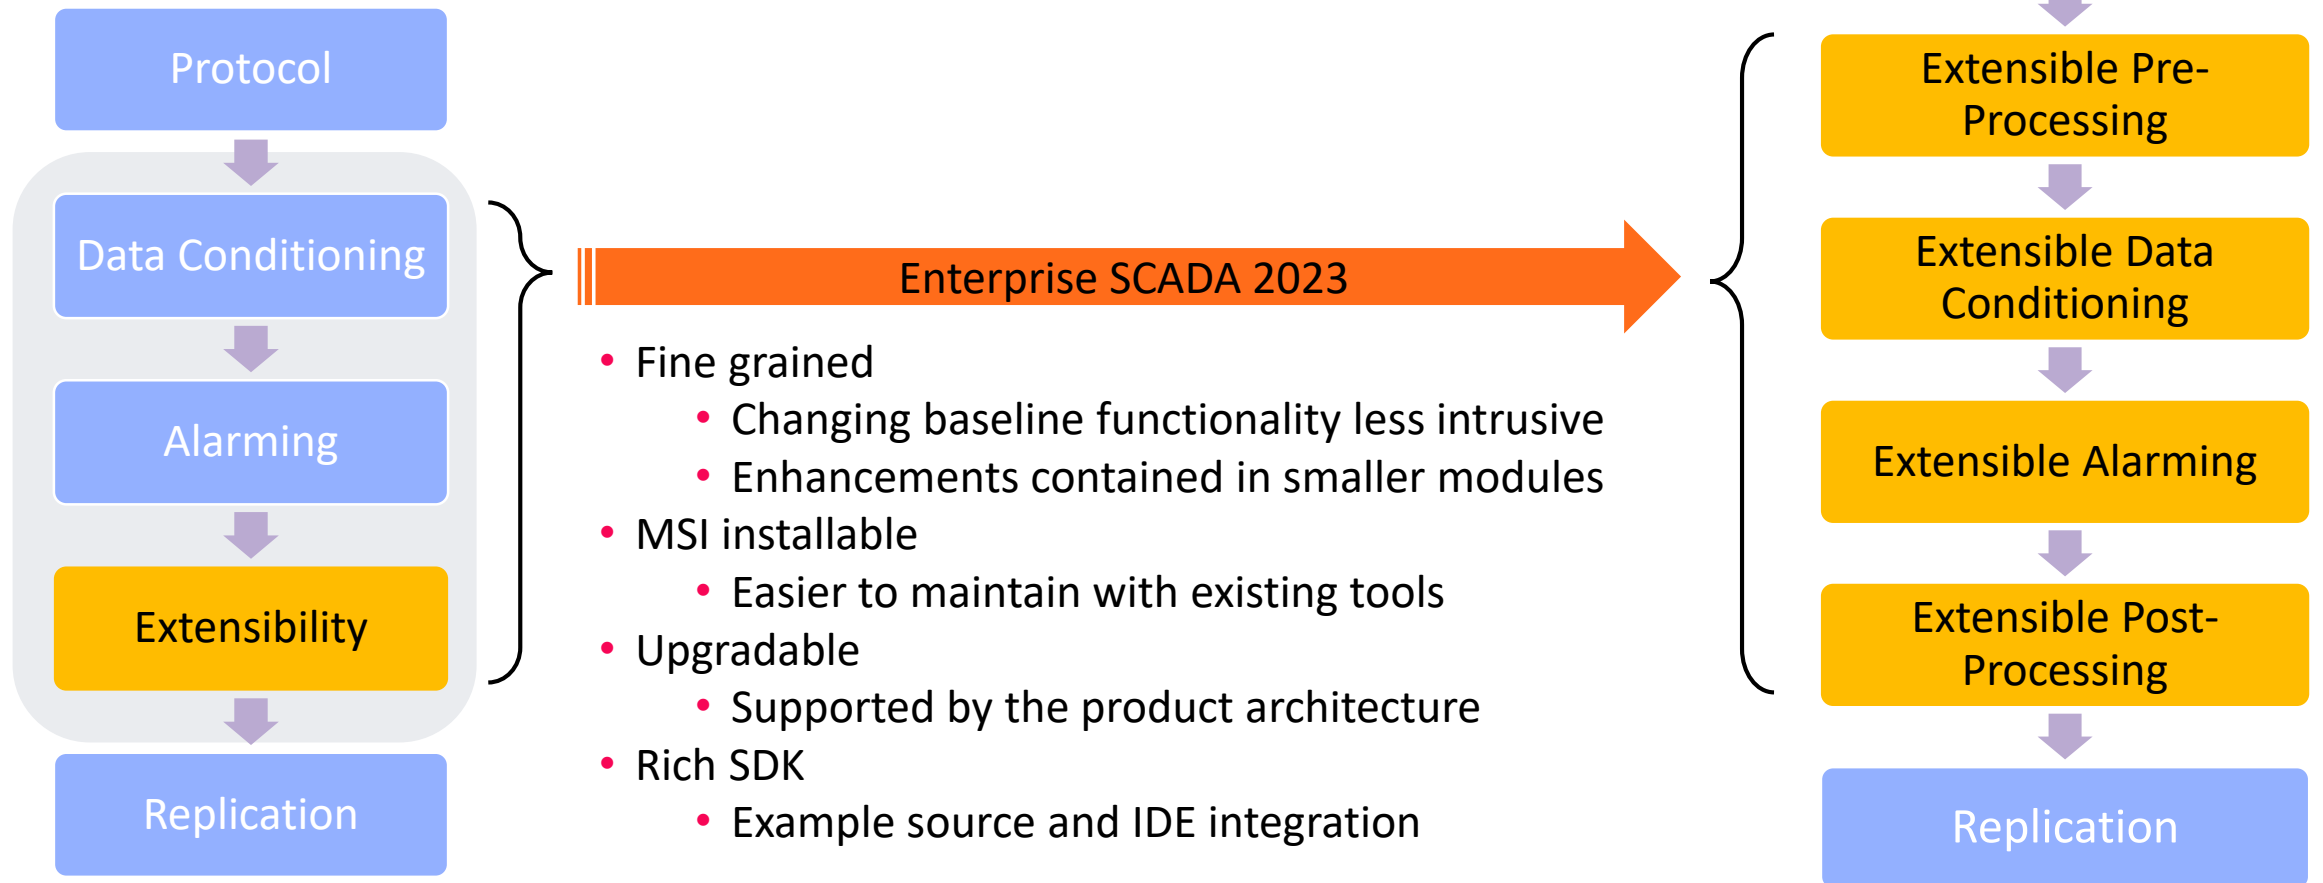 Protocol
Data Conditioning
Alarming
Extensibility
Replication
Enterprise SCADA 2023
• Fine grained
• Changing baseline functionality less intrusive
• Enhancements contained in smaller modules
• MSI installable
• Easier to maintain with existing tools
• Upgradable
• Supported by the product architecture
• Rich SDK
• Example source and IDE integration
Extensible Pre-
Processing
Extensible Data
Conditioning
Extensible Alarming
Extensible Post-
Processing
Replication